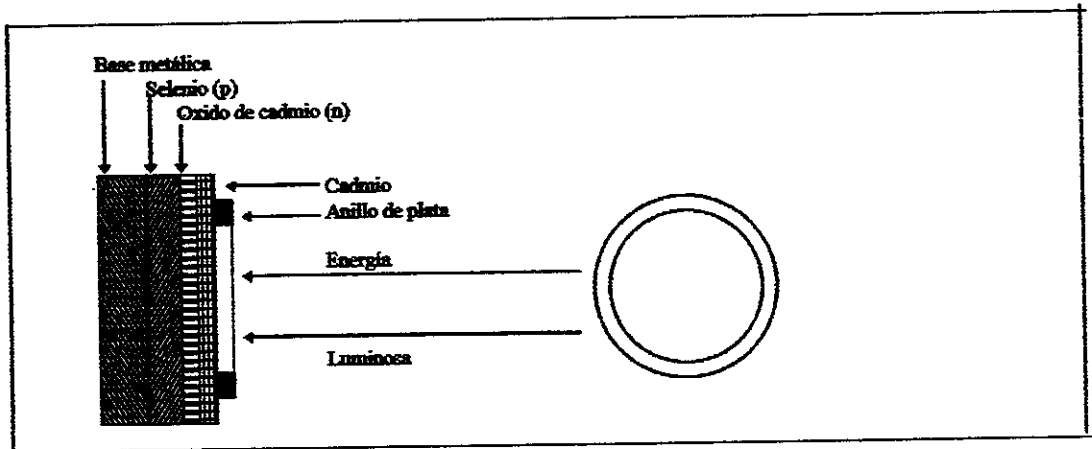 Base metálica
Selenio (p)
Oxido de cadmio (n)
Cadmio
Anillo de plata
Energía
Luminosa